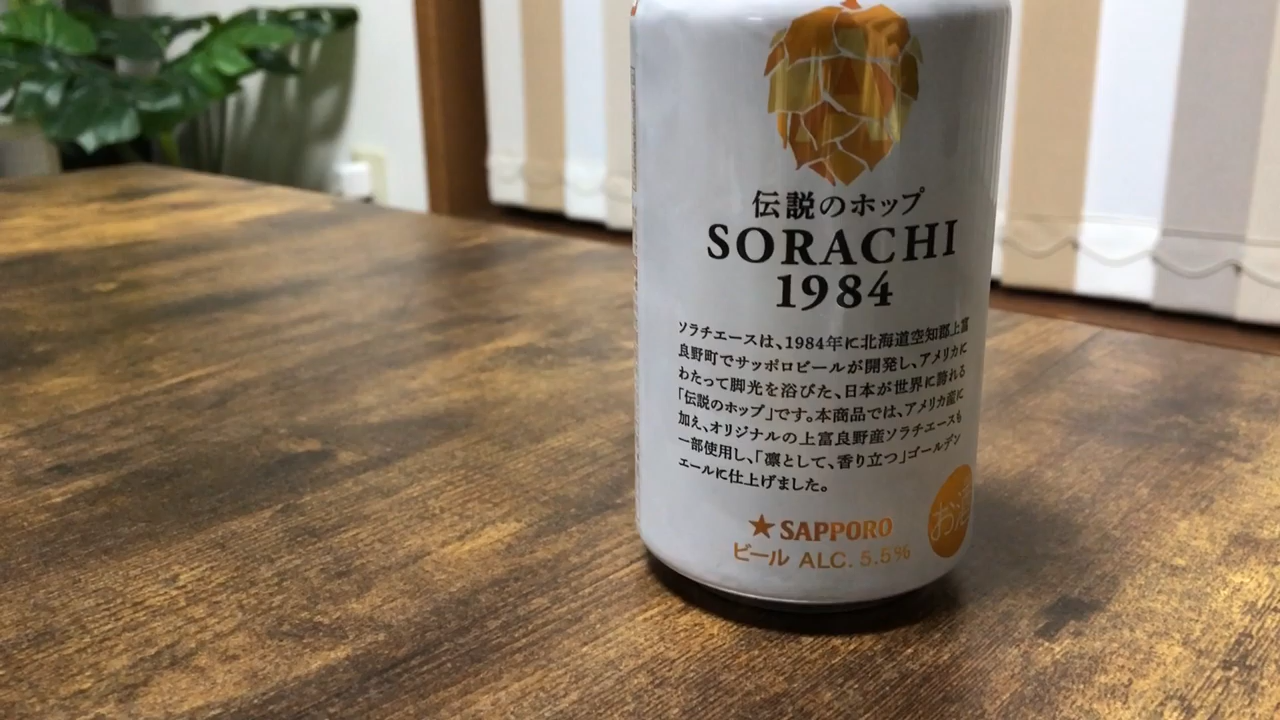 伝説のホップ
SORACHI
1984
ソラチエースは、1984年に北海道空知郡上富
良野町でサッポロビールが開発し、アメリカに
わたって脚光を浴びた、日本が世界に誇れる
「伝説のホップ」です。本商品では、アメリカ産に
加え、オリジナルの上富良野産ソラチエースも
一部使用し、「凛として、香り立つ」ゴールデン
エールに仕上げました。
★SAPPORO
ビール ALC. 5.5%
お酒